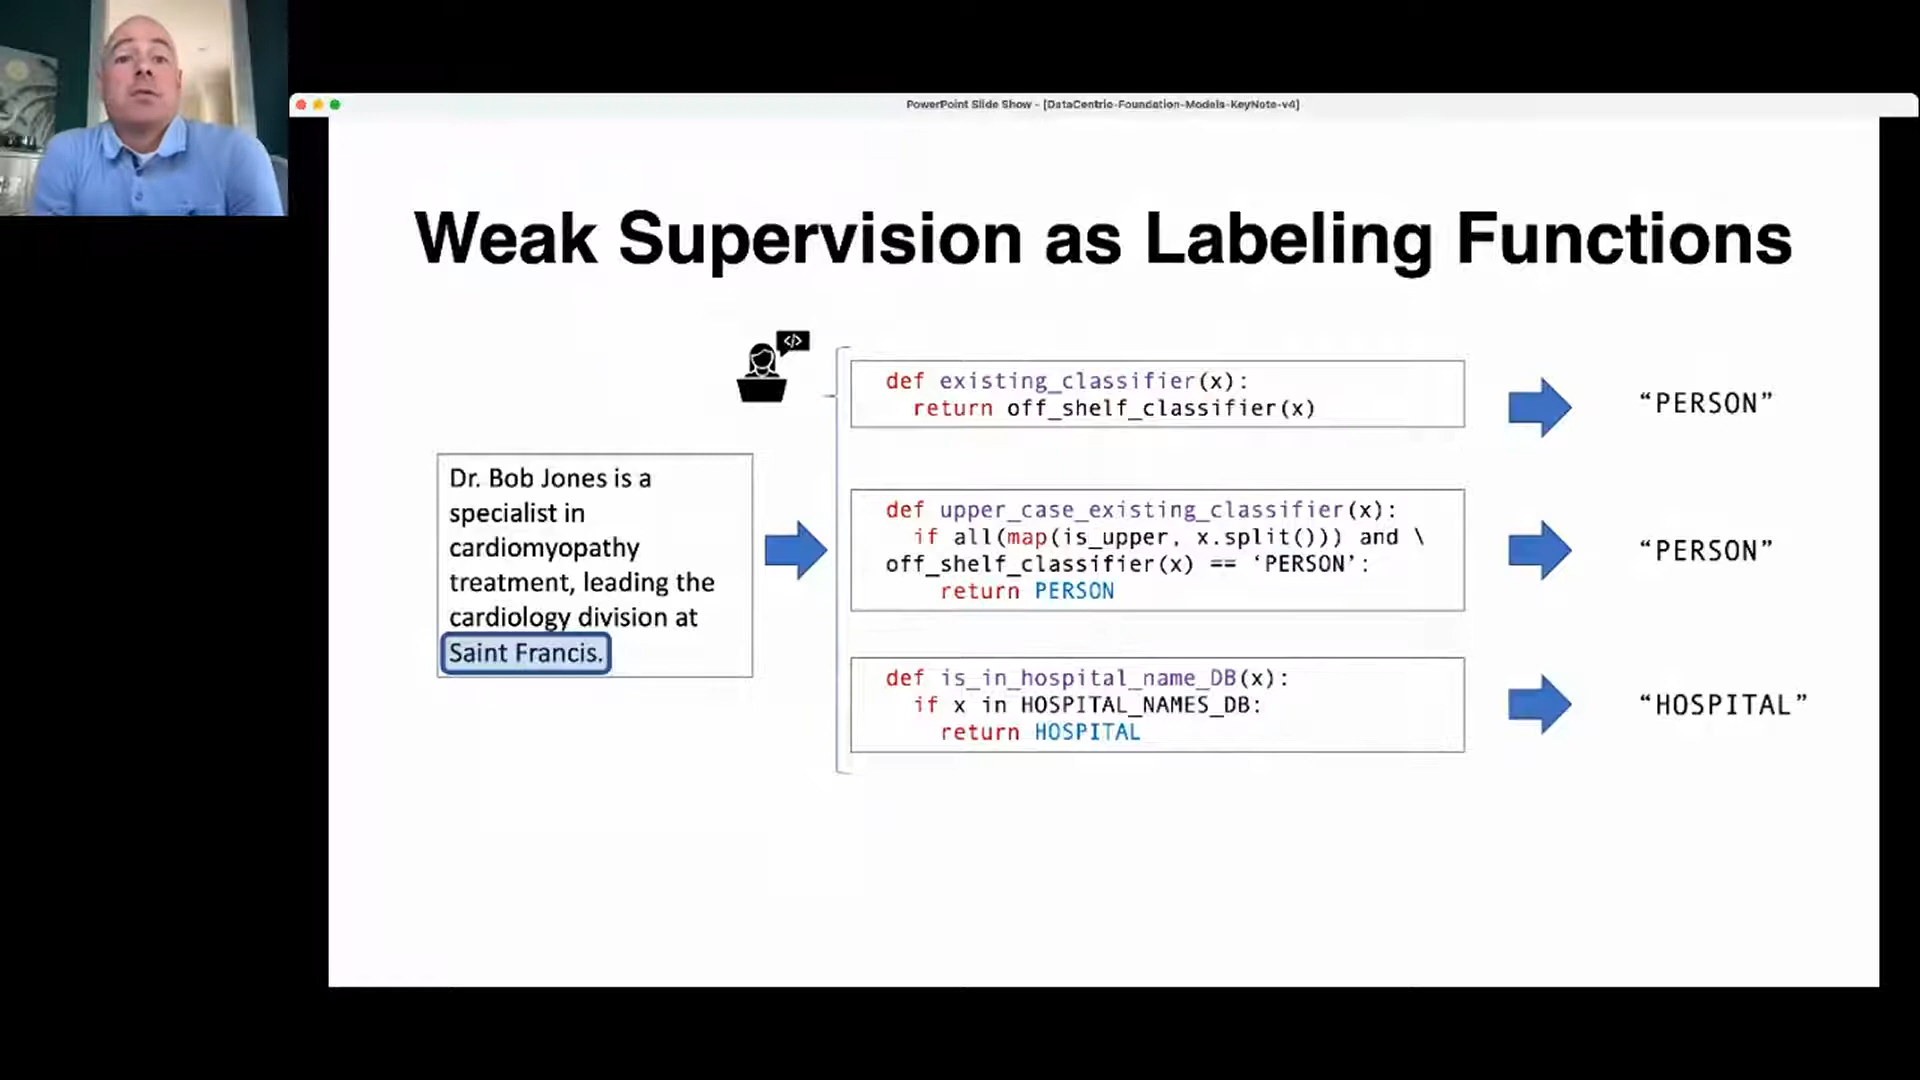 PowerPoint Slide Show - [DataCentric-Foundation-Models-KeyNote-v4]
Weak Supervision as Labeling Functions
</>
def existing_classifier(x):
return off_shelf_classifier(x)
“PERSON”
Dr. Bob Jones is a
specialist in
cardiomyopathy
treatment, leading the
cardiology division at
Saint Francis.
def upper_case_existing_classifier(x):
if all(map(is_upper, x.split())) and \
off_shelf_classifier(x) == ‘PERSON’:
return PERSON
“PERSON”
def is_in_hospital_name_DB(x):
if x in HOSPITAL_NAMES_DB:
return HOSPITAL
“HOSPITAL”